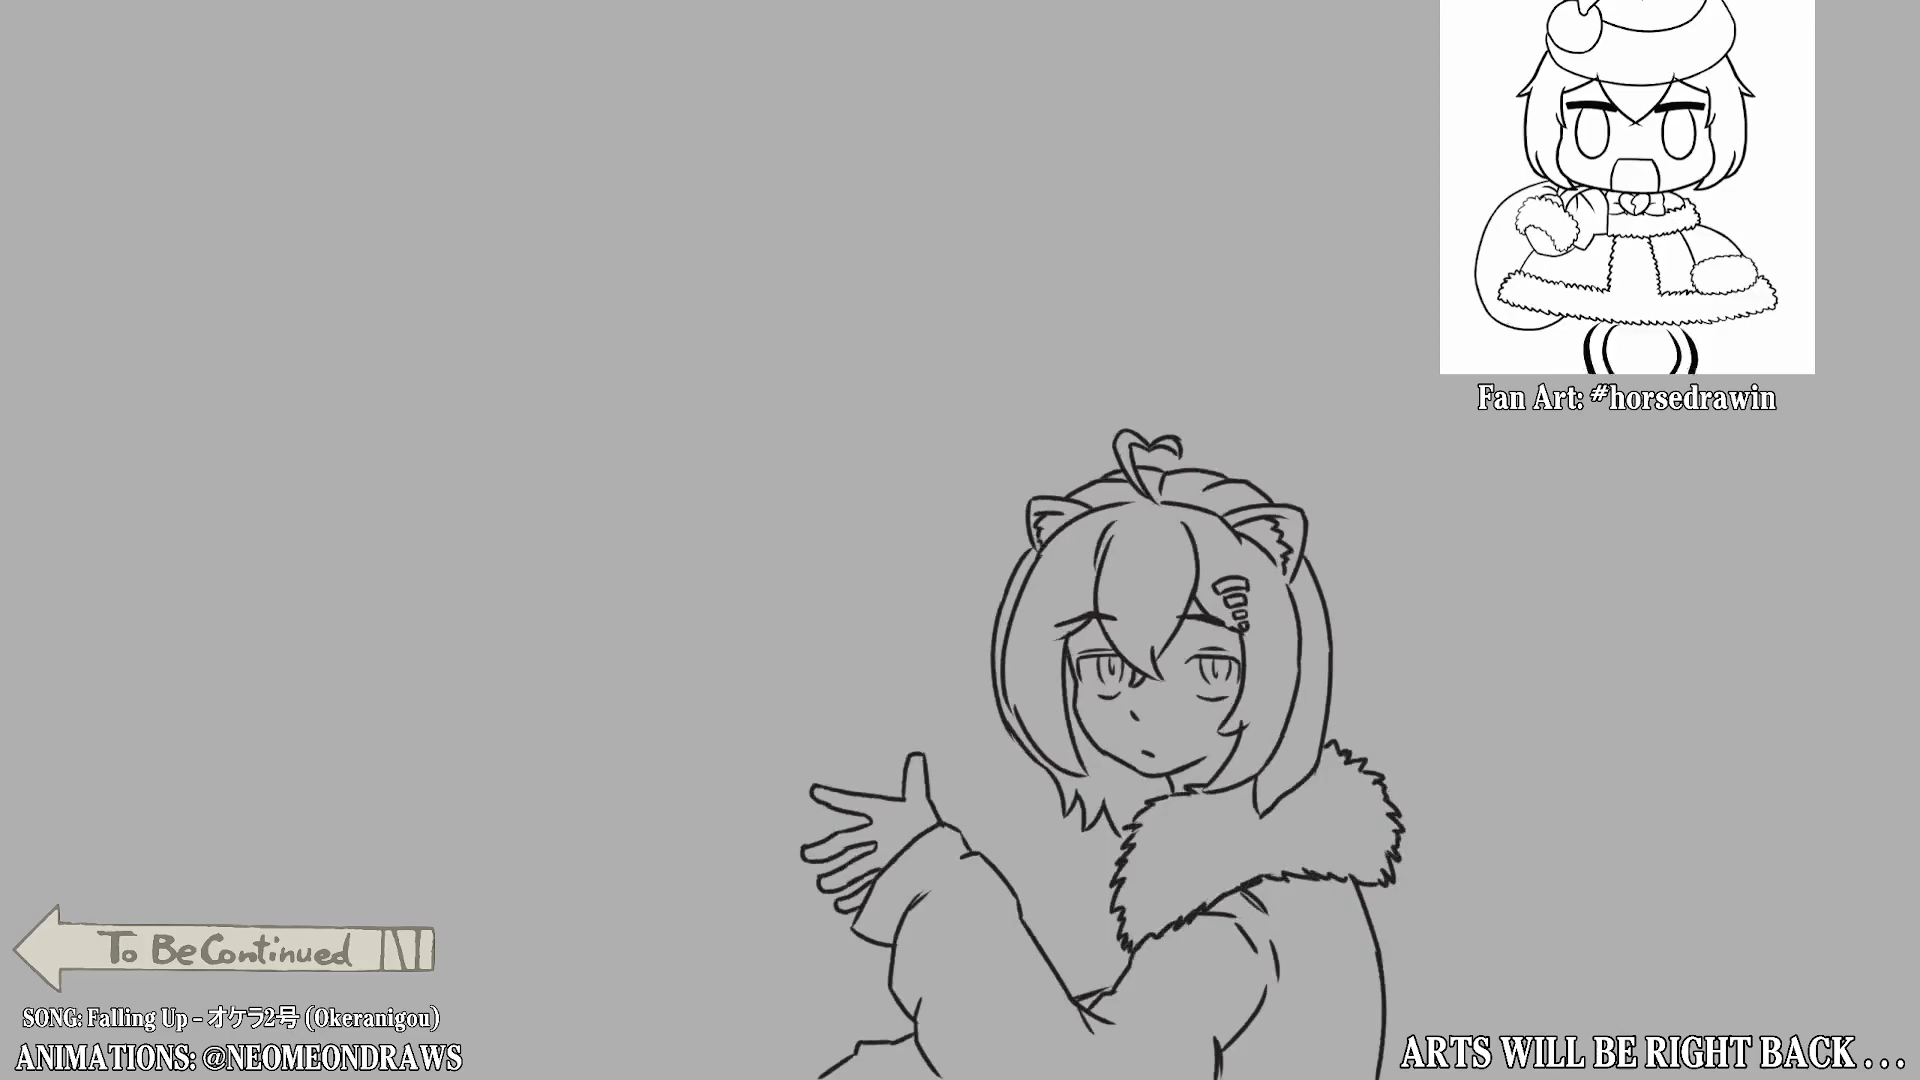 Fan Art: #horsedrawin
To Be Continued
SONG: Falling Up - オケラ2号 (Okeranigou)
ANIMATIONS: @NEOMEONDRAWS
ARTS WILL BE RIGHT BACK . . .